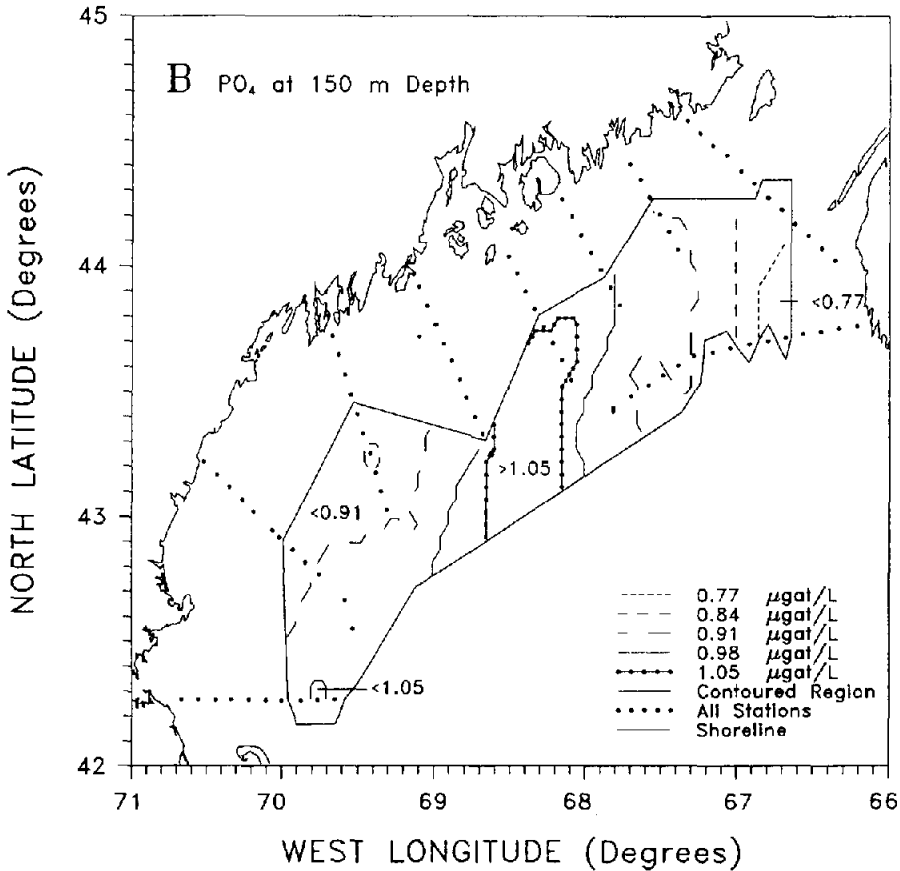 45
B PO₄ at 150 m Depth
44
<0.77
>1.05
43
<0.91
<1.05
0.77 µgat/L
0.84 µgat/L
0.91 µgat/L
0.98 µgat/L
1.05 µgat/L
Contoured Region
All Stations
Shoreline
42
71 70 69 68 67 66
WEST LONGITUDE (Degrees)
NORTH LATITUDE (Degrees)